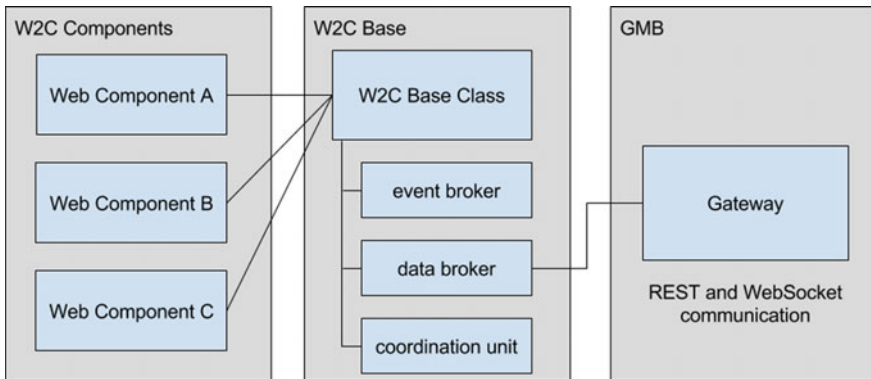 W2C Components
Web Component A
Web Component B
Web Component C
W2C Base
W2C Base Class
event broker
data broker
coordination unit
GMB
Gateway
REST and WebSocket
communication